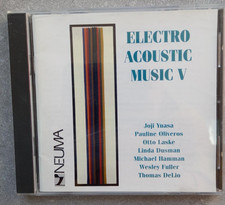 ELECTRO
ACOUSTIC
MUSIC V
Joji Yuasa
Pauline Oliveros
Otto Laske
Linda Dusman
Michael Hamman
Wesley Fuller
Thomas DeLio
NEUMA